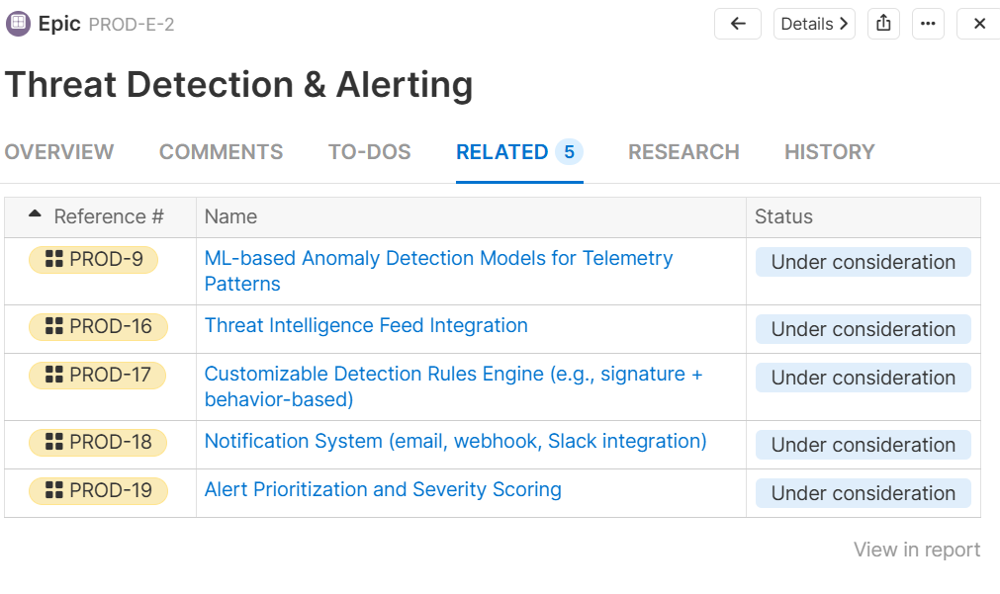 Epic PROD-E-2
Details
Threat Detection & Alerting
OVERVIEW COMMENTS TO-DOS RELATED 5 RESEARCH HISTORY
Reference # Name Status
PROD-9 ML-based Anomaly Detection Models for Telemetry Under consideration
Patterns
PROD-16 Threat Intelligence Feed Integration Under consideration
PROD-17 Customizable Detection Rules Engine (e.g., signature + Under consideration
behavior-based)
PROD-18 Notification System (email, webhook, Slack integration) Under consideration
PROD-19 Alert Prioritization and Severity Scoring Under consideration
View in report